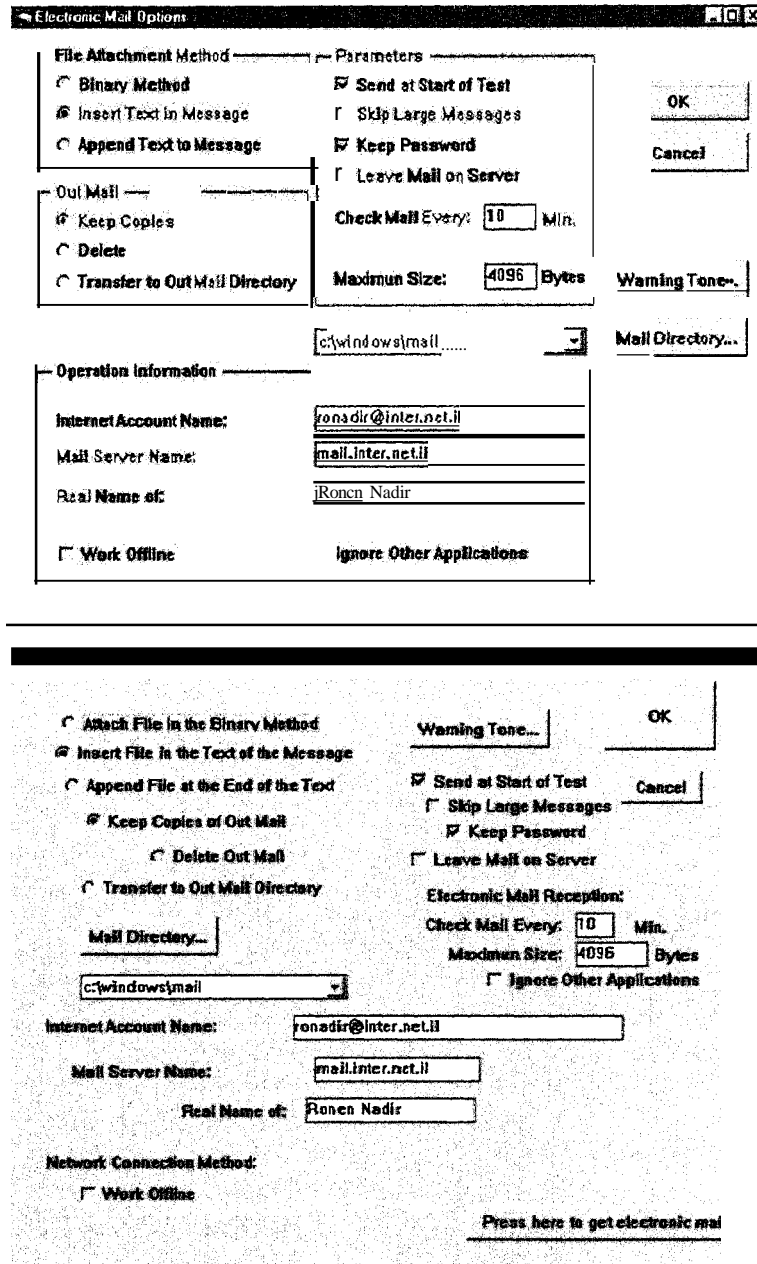 Electronic Mail Options
File Attachment Method
Parameters
Binary Method
Send at Start of Test
Insert Text in Message
Skip Large Messages
OK
Append Text to Message
Keep Password
Cancel
Leave Mail on Server
Out Mail
Keep Copies
Check Mail Every: 10 Min.
Delete
Transfer to Out Mail Directory
Maximun Size: 4096 Bytes
Warning Tone...
c:\windows\mail
Mail Directory...
Operation Information
Internet Account Name: ronadir@inter.net.il
Mail Server Name: mail.inter.net.il
Real Name of: jRoncn Nadir
Work Offline
Ignore Other Applications
Attach File in the Binary Method
Warning Tone...
OK
Insert File in the Text of the Message
Append File at the End of the Text
Send at Start of Test
Cancel
Skip Large Messages
Keep Copies of Out Mail
Keep Password
Delete Out Mail
Leave Mail on Server
Transfer to Out Mail Directory
Electronic Mail Reception:
Mail Directory...
Check Mail Every: 10 Min.
Maximun Size: 4096 Bytes
c:\windows\mail
Ignore Other Applications
Internet Account Name: ronadir@inter.net.il
Mail Server Name: mail.inter.net.il
Real Name of: Ronen Nadir
Network Connection Method:
Work Offline
Press here to get electronic mai